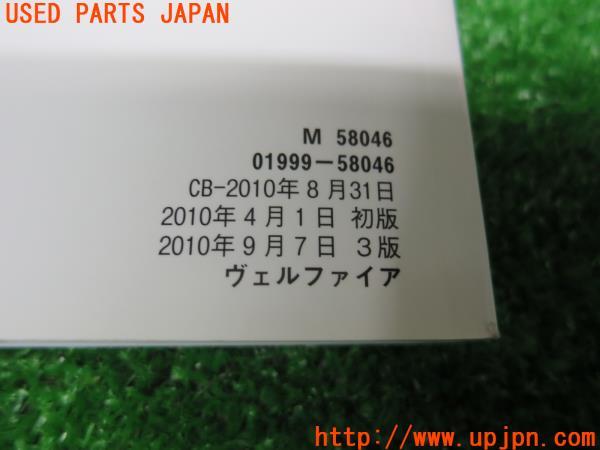 USED PARTS JAPAN
M 58046
01999-58046
CB-2010年8月31日
2010年4月1日 初版
2010年9月7日 3版
ヴェルファイア
http://www.upjpn.com